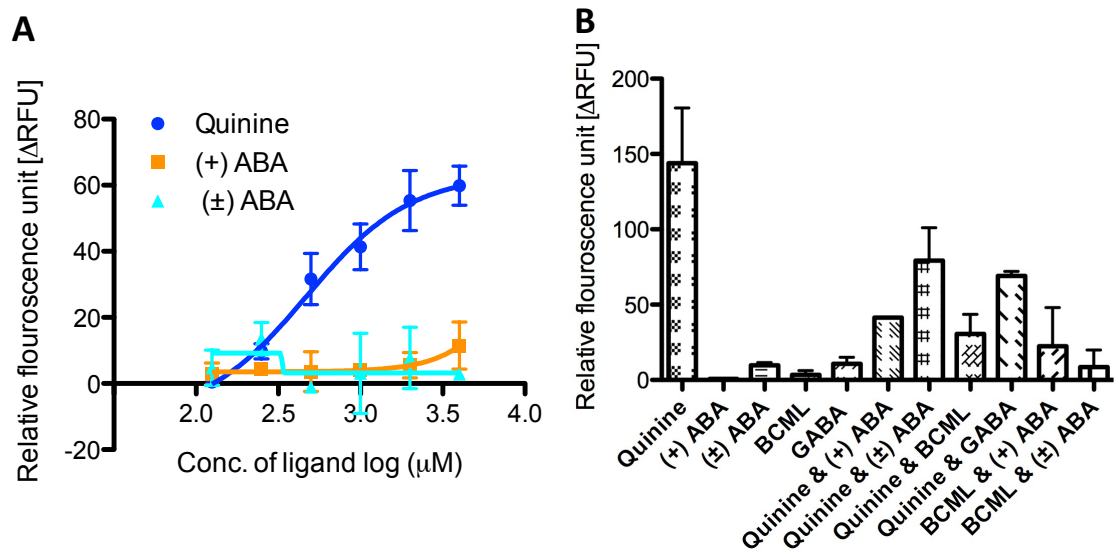 A
Relative flouroscence unit [ΔRFU]
80
60
40
20
0
-20
2.0
2.5
3.0
3.5
4.0
Quinine
(+) ABA
(±) ABA
Conc. of ligand log (μM)
B
Relative flouroscence unit [ΔRFU]
200
150
100
50
0
Quinine
(+) ABA
(±) ABA
BCML
GABA
Quinine & (+) ABA
Quinine & (±) ABA
Quinine & BCML
Quinine & GABA
BCML & (+) ABA
BCML & (±) ABA